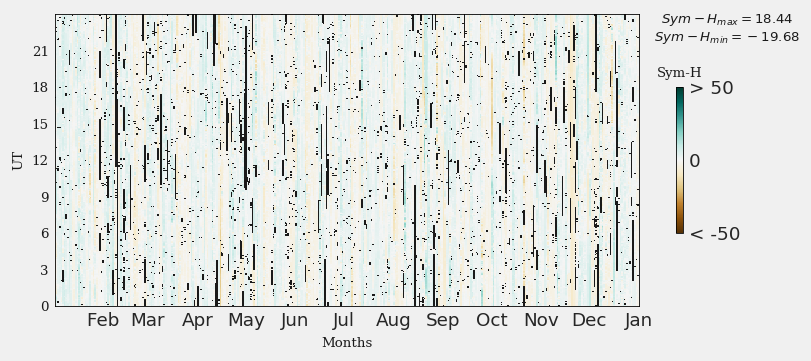 Sym − H_max = 18.44
Sym − H_min = −19.68
Sym-H
> 50
0
< -50
UT
21
18
15
12
9
6
3
0
Feb Mar Apr May Jun Jul Aug Sep Oct Nov Dec Jan
Months